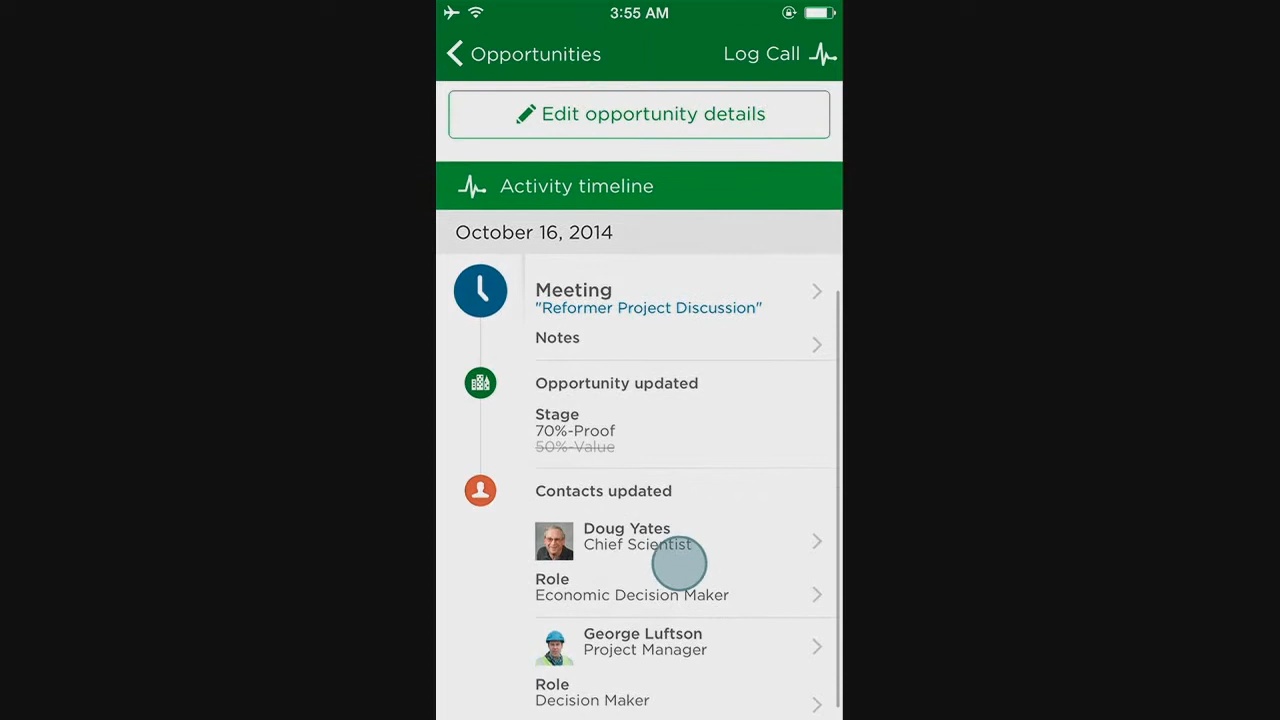 3:55 AM
Opportunities
Log Call
Edit opportunity details
Activity timeline
October 16, 2014
Meeting
"Reformer Project Discussion"
Notes
Opportunity updated
Stage
70%-Proof
50%-Value
Contacts updated
Doug Yates
Chief Scientist
Role
Economic Decision Maker
George Luftson
Project Manager
Role
Decision Maker